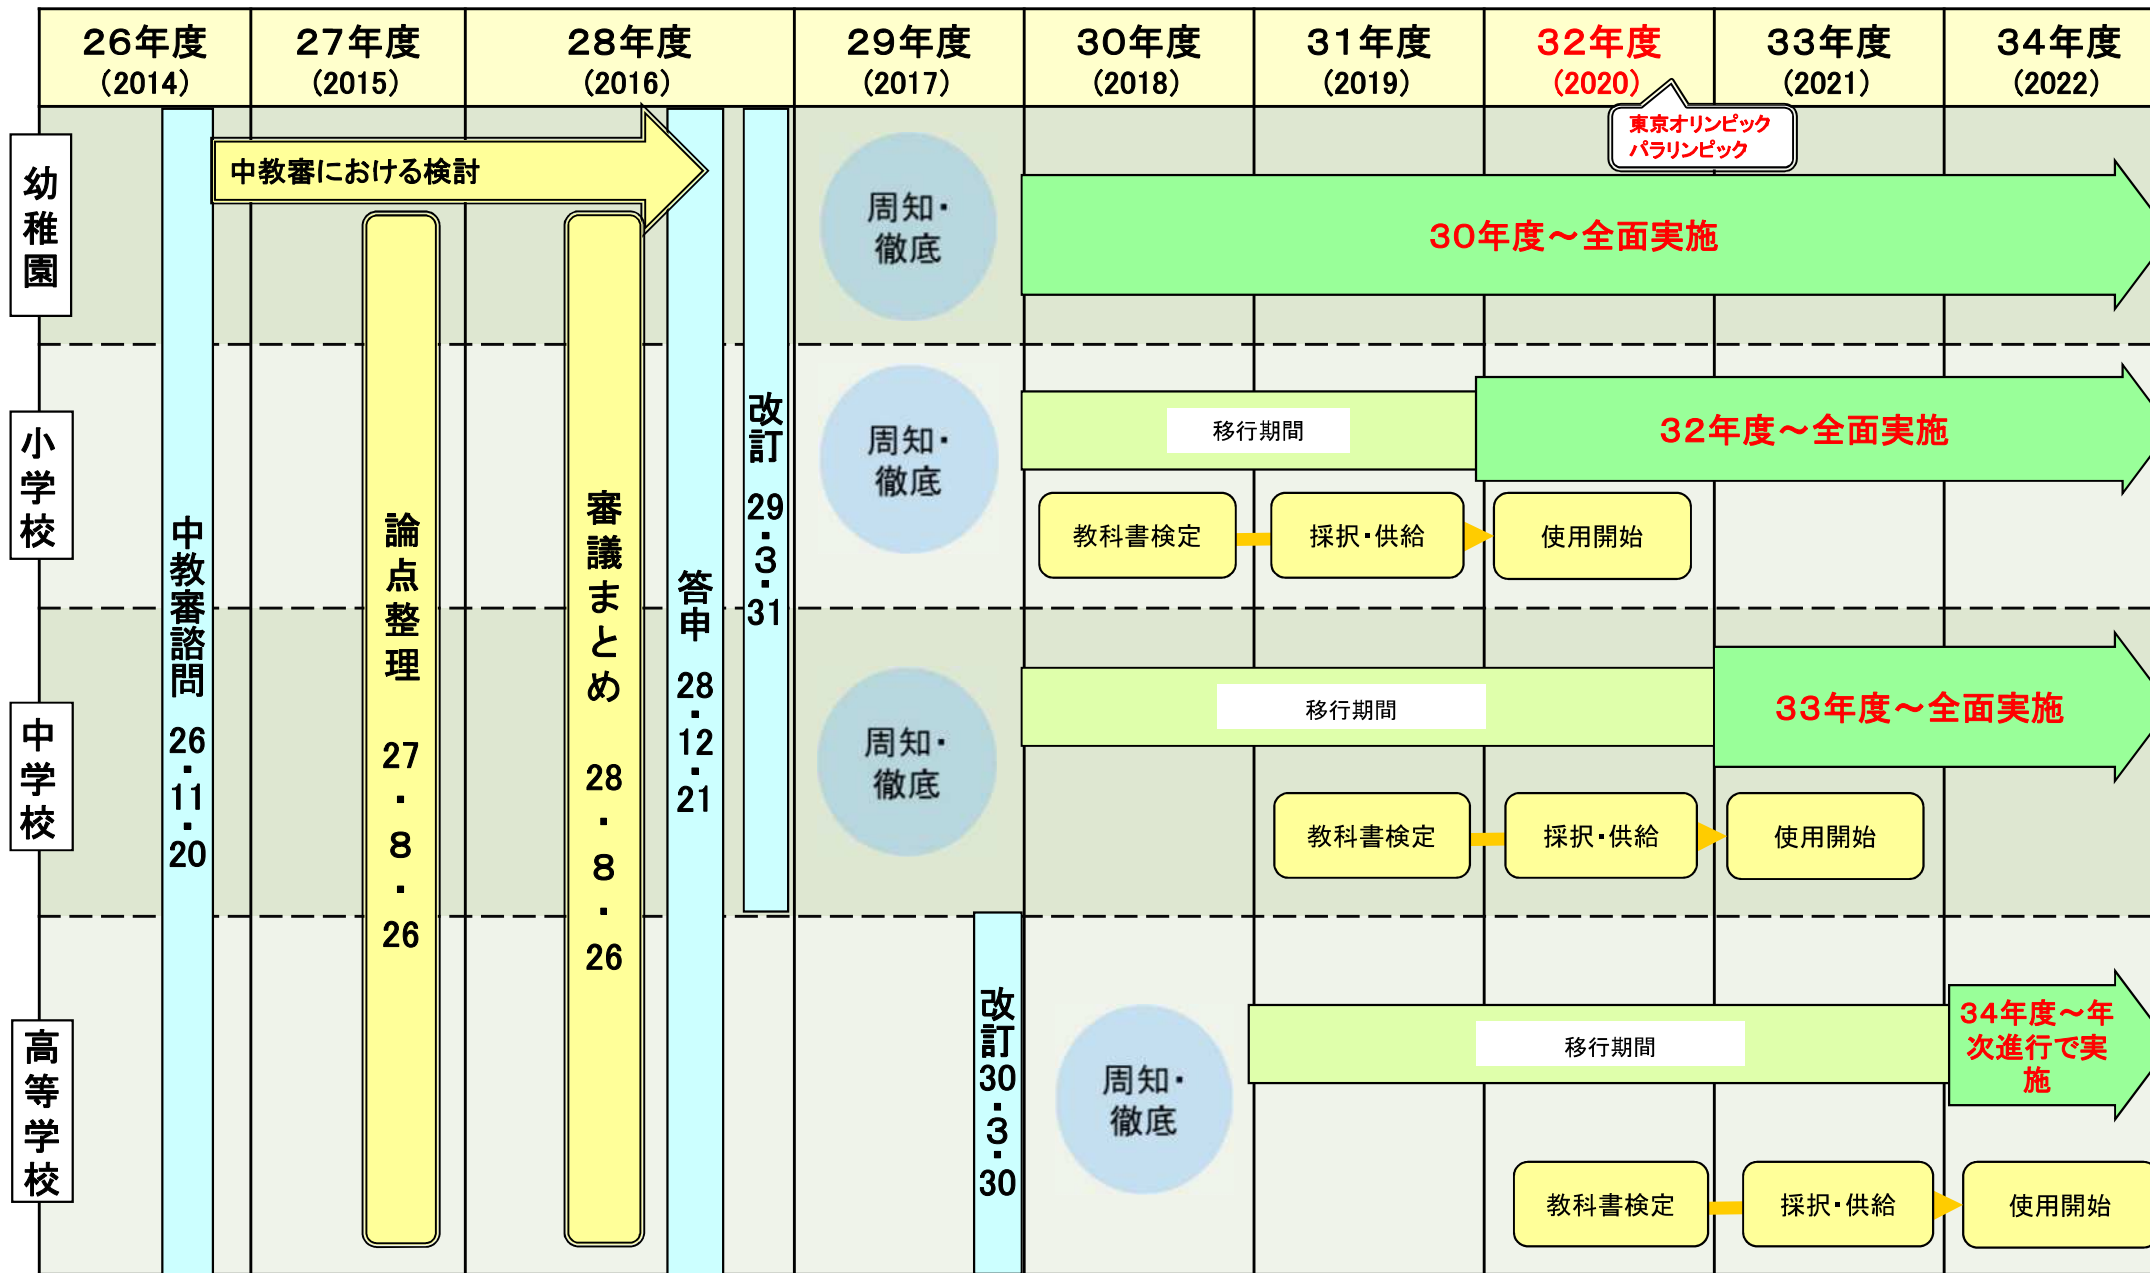 26年度
(2014)
27年度
(2015)
28年度
(2016)
29年度
(2017)
30年度
(2018)
31年度
(2019)
32年度
(2020)
33年度
(2021)
34年度
(2022)
東京オリンピック
パラリンピック
幼稚園
中教審における検討
周知・
徹底
30年度～全面実施
小学校
周知・
徹底
移行期間
32年度～全面実施
教科書検定
採択・供給
使用開始
中教審諮問 26・11・20
論点整理 27・8・26
審議まとめ 28・8・26
答申 28・12・21
改訂 29・3・31
中学校
周知・
徹底
移行期間
33年度～全面実施
教科書検定
採択・供給
使用開始
高等学校
改訂 30・3・30
周知・
徹底
移行期間
34年度～年
次進行で実
施
教科書検定
採択・供給
使用開始